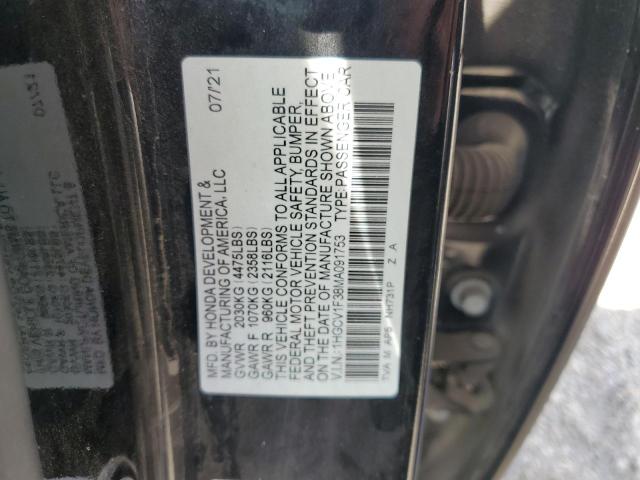 MFD. BY HONDA DEVELOPMENT & 07/21
MANUFACTURING OF AMERICA, LLC
GVWR 2030KG (4475LBS)
GAWR F 1070KG (2358LBS)
GAWR R 960KG (2116LBS)
THIS VEHICLE CONFORMS TO ALL APPLICABLE
FEDERAL MOTOR VEHICLE SAFETY, BUMPER,
AND THEFT PREVENTION STANDARDS IN EFFECT
ON THE DATE OF MANUFACTURE SHOWN ABOVE.
V.I.N.:1HGCV1F38MA091753 TYPE:PASSENGER CAR
TVA M AP5 NH731P Z A